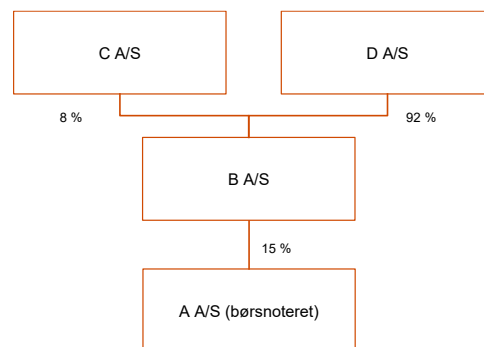 C A/S
D A/S
8 %
92 %
B A/S
15 %
A A/S (børsnoteret)